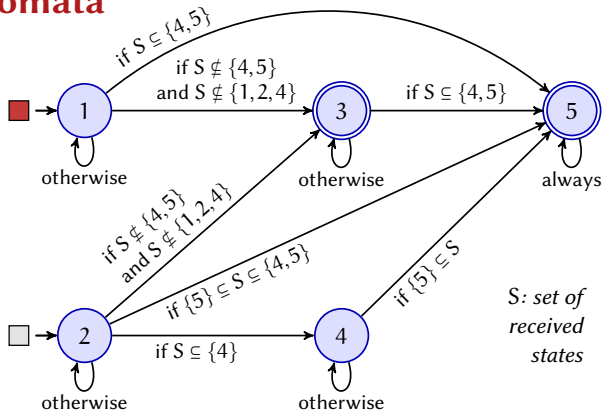 omata
if S ⊆ {4,5}
if S ⊈ {4,5}
and S ⊈ {1,2,4}
if S ⊆ {4,5}
1
3
5
otherwise
otherwise
always
if S ⊈ {4,5}
and S ⊈ {1,2,4}
if {5} ⊆ S ⊆ {4,5}
if {5} ⊆ S
S: set of
received
states
2
if S ⊆ {4}
4
otherwise
otherwise